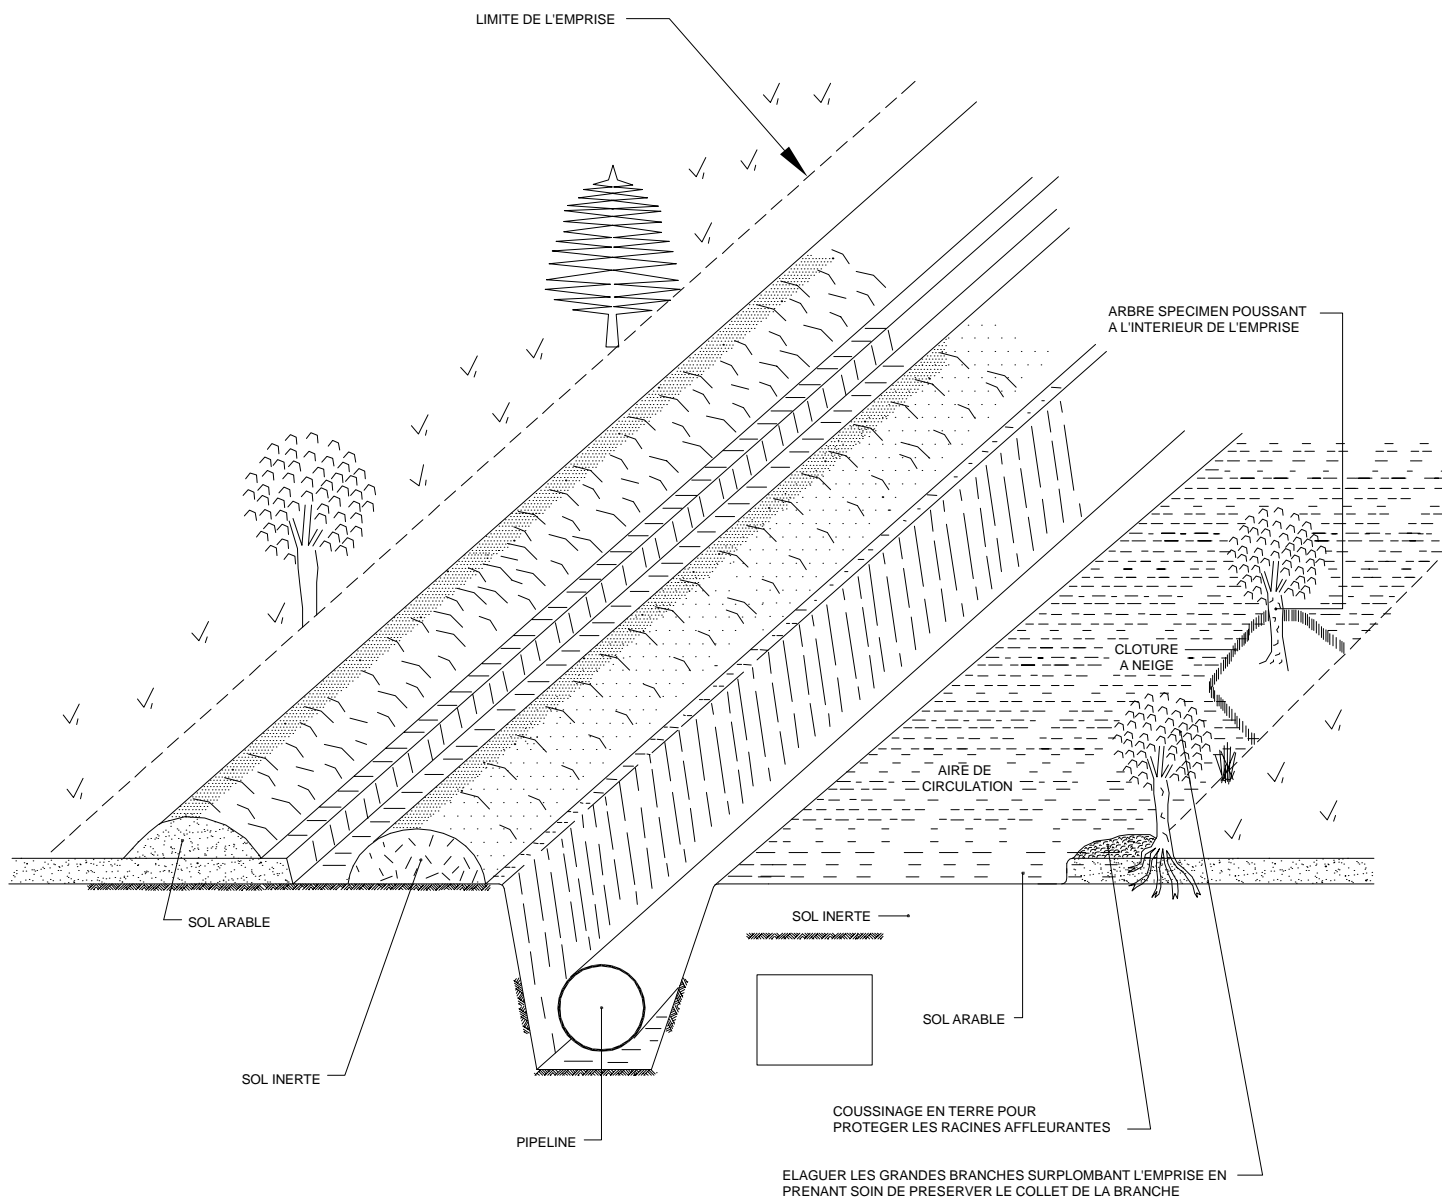 LIMITE DE L'EMPRISE
ARBRE SPECIMEN POUSSANT
A L'INTERIEUR DE L'EMPRISE
CLOTURE
A NEIGE
AIRE DE
CIRCULATION
SOL ARABLE
SOL INERTE
SOL ARABLE
SOL INERTE
COUSSINAGE EN TERRE POUR
PROTEGER LES RACINES AFFLEURANTES
PIPELINE
ELAGUER LES GRANDES BRANCHES SURPLOMBANT L'EMPRISE EN
PRENANT SOIN DE PRESERVER LE COLLET DE LA BRANCHE